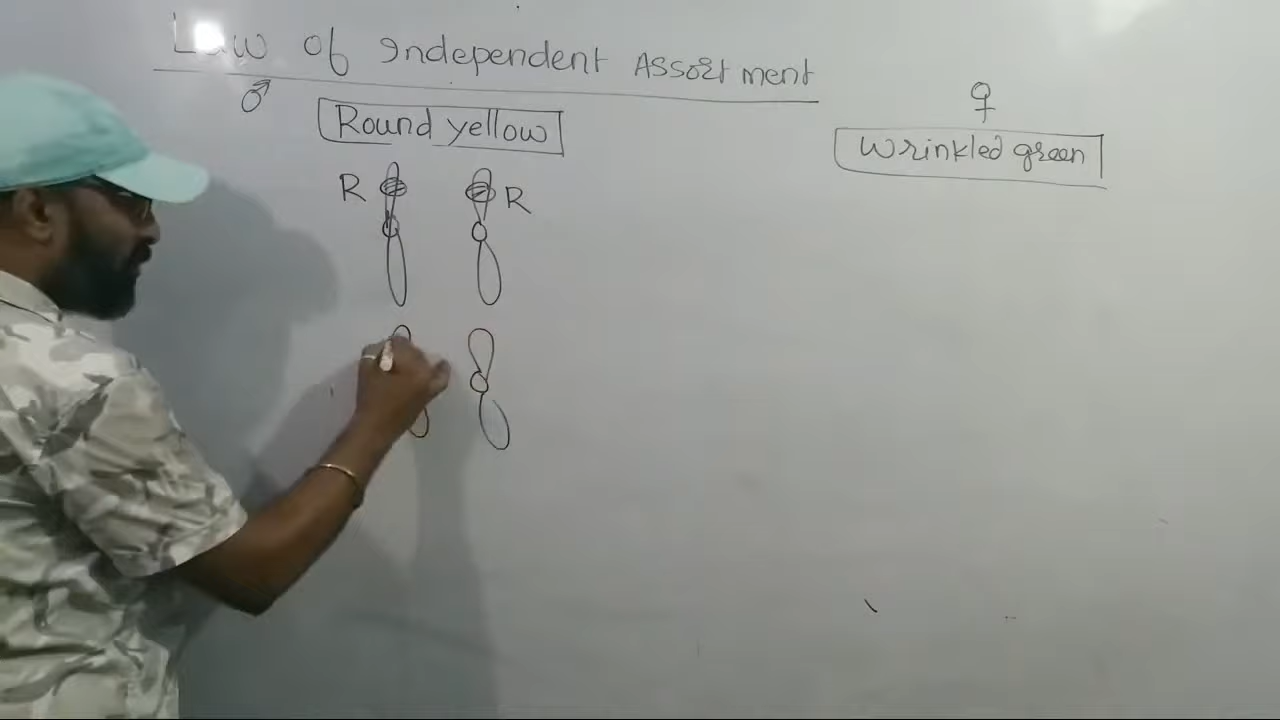 Law of Independent Assortment
♂ ♀
Round yellow
Wrinkled green
R R